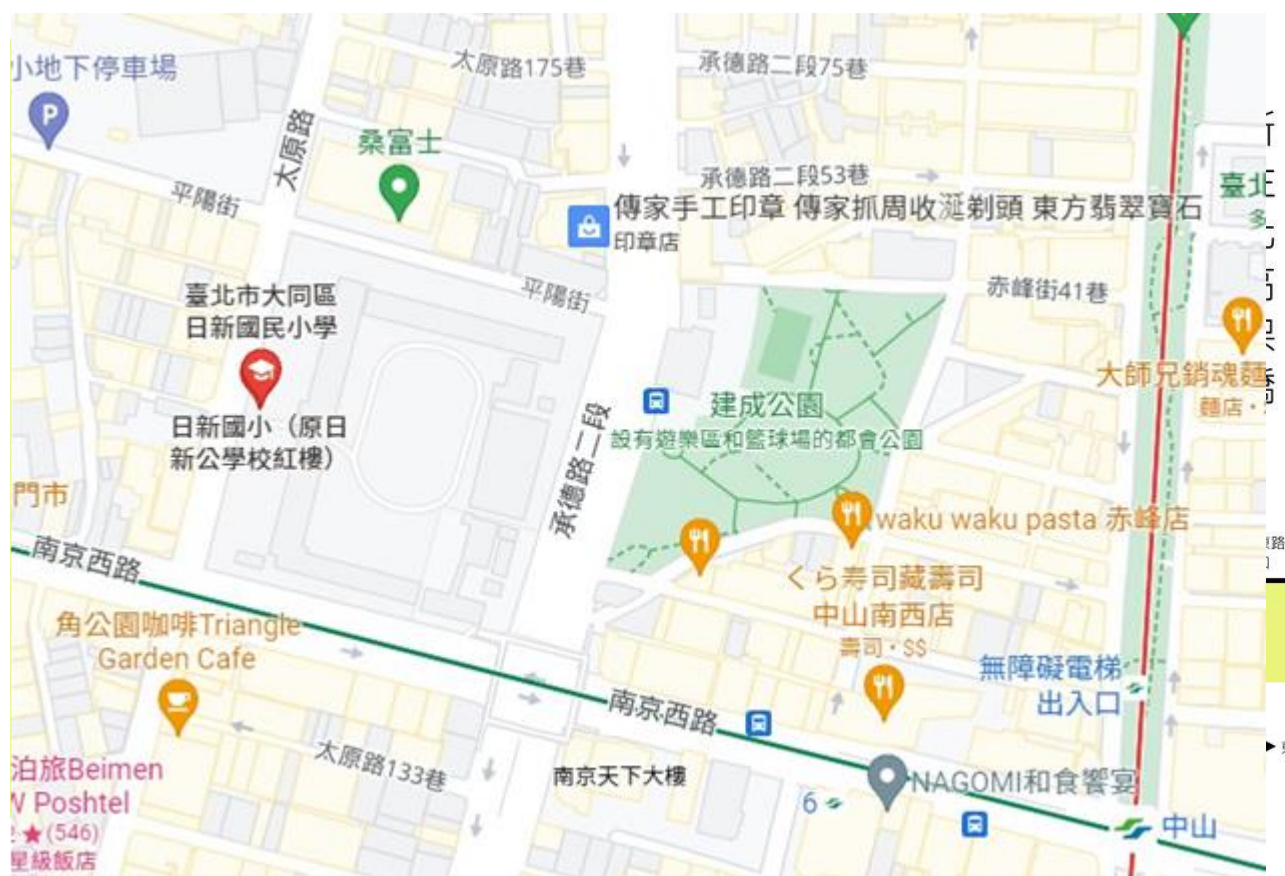 小地下停車場
P
太原路175巷
承德路二段75巷
太原路
桑富士
平陽街
承德路二段53巷
臺北
多
傳家手工印章 傳家抓周收涎剃頭 東方翡翠寶石
印章店
平陽街
赤峰街41巷
臺北市大同區
日新國民小學
日新國小（原日
新公學校紅樓）
大師兄銷魂麵
麵店・
建成公園
設有遊樂區和籃球場的都會公園
承德路二段
門市
waku waku pasta 赤峰店
南京西路
くら寿司藏壽司
中山南西店
壽司・$$
角公園咖啡Triangle
Garden Cafe
無障礙電梯
出入口
南京西路
太原路133巷
南京天下大樓
泊旅Beimen
W Poshtel
★(546)
星級飯店
NAGOMI和食饗宴
6
中山